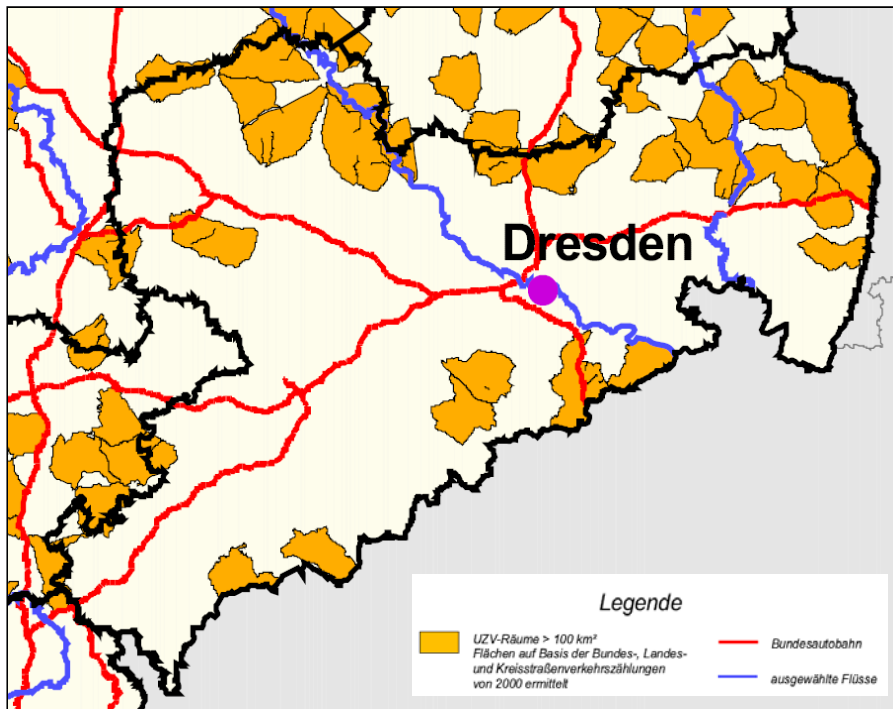 Dresden
Legende
UZV-Räume > 100 km²
Flächen auf Basis der Bundes-, Landes-
und Kreisstraßenverkehrszählungen
von 2000 ermittelt
Bundesautobahn
ausgewählte Flüsse